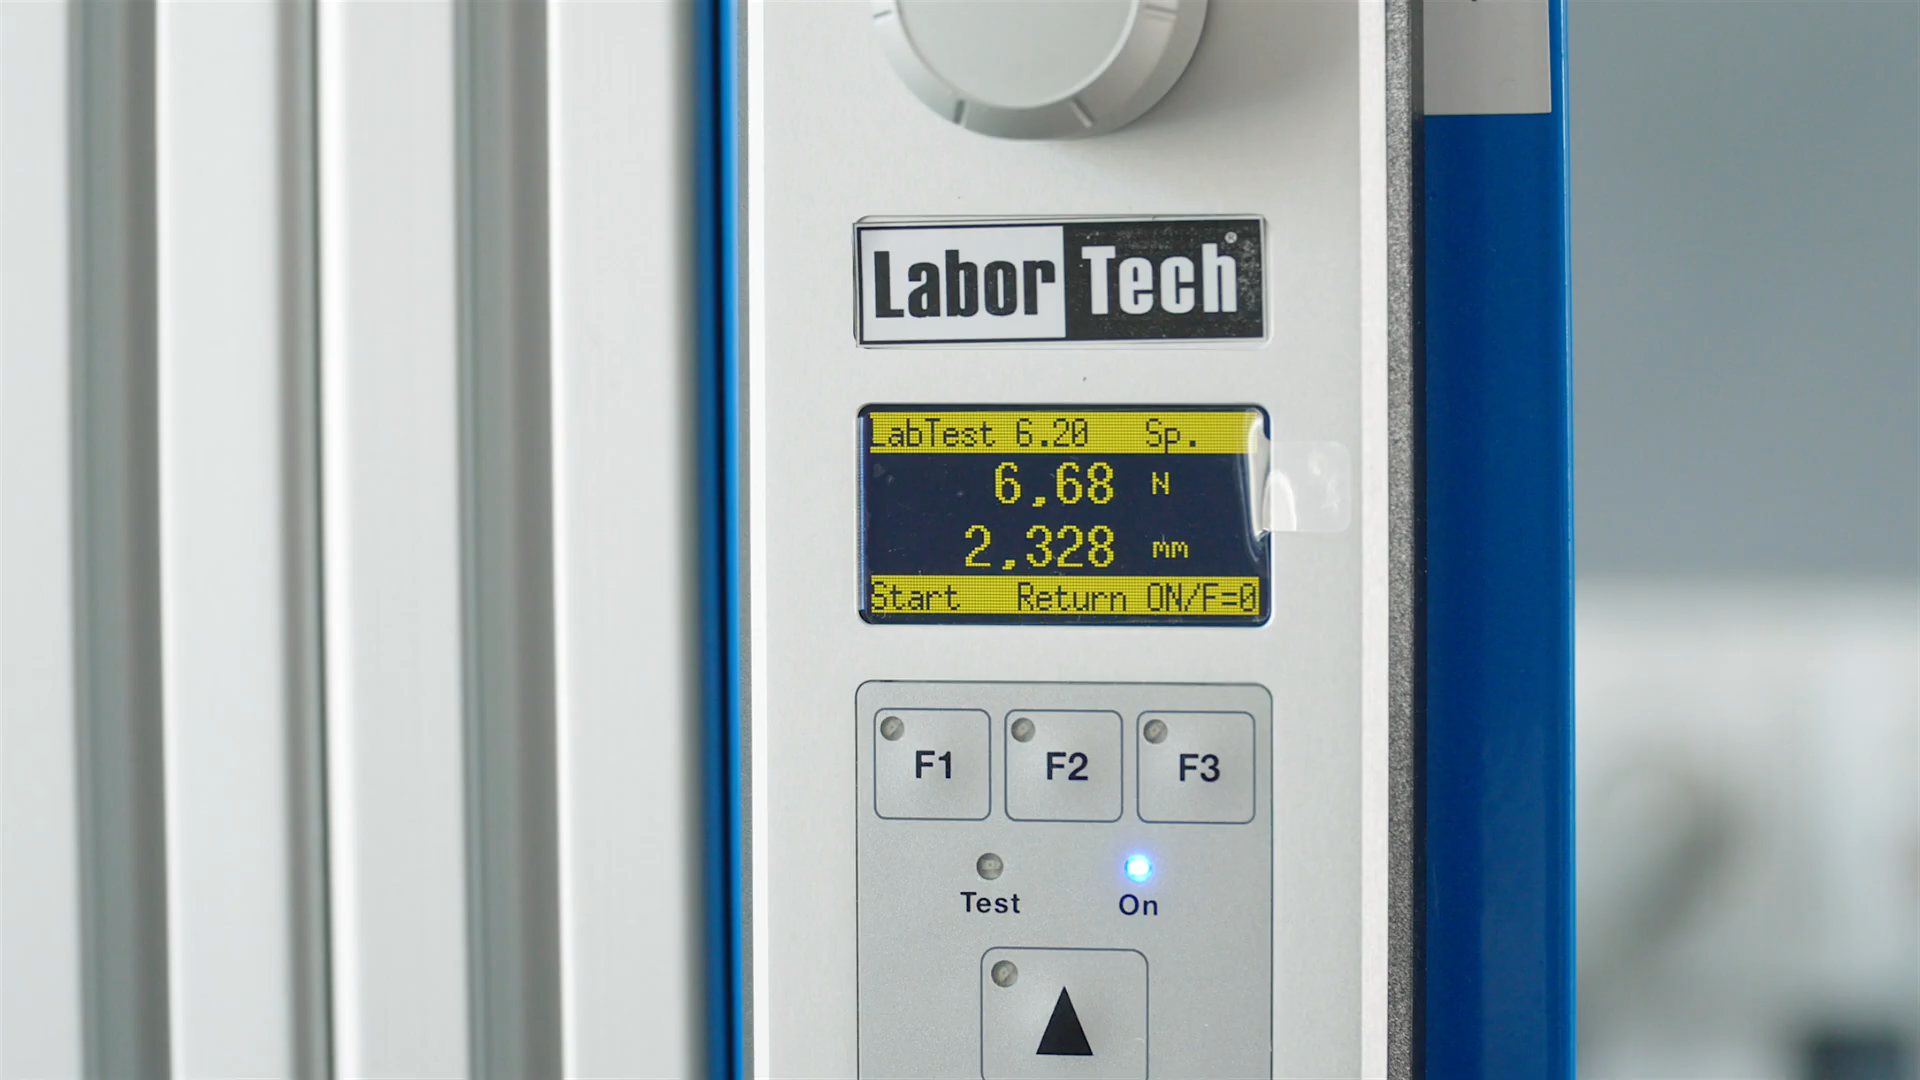 Labor Tech®
LabTest 6.20 Sp.
6,68 N
2,328 mm
Start Return ON/F=0
F1 F2 F3
Test On